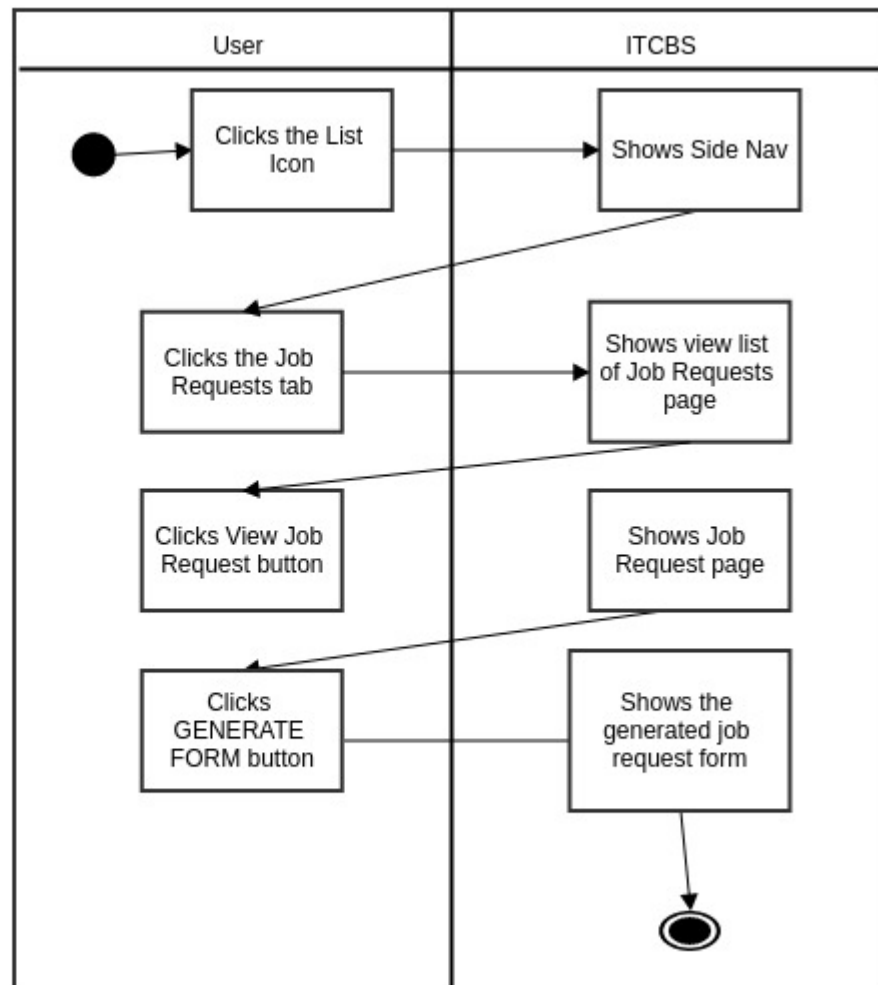 User
ITCBS
Clicks the List
Icon
Shows Side Nav
Clicks the Job
Requests tab
Shows view list
of Job Requests
page
Clicks View Job
Request button
Shows Job
Request page
Clicks
GENERATE
FORM button
Shows the
generated job
request form